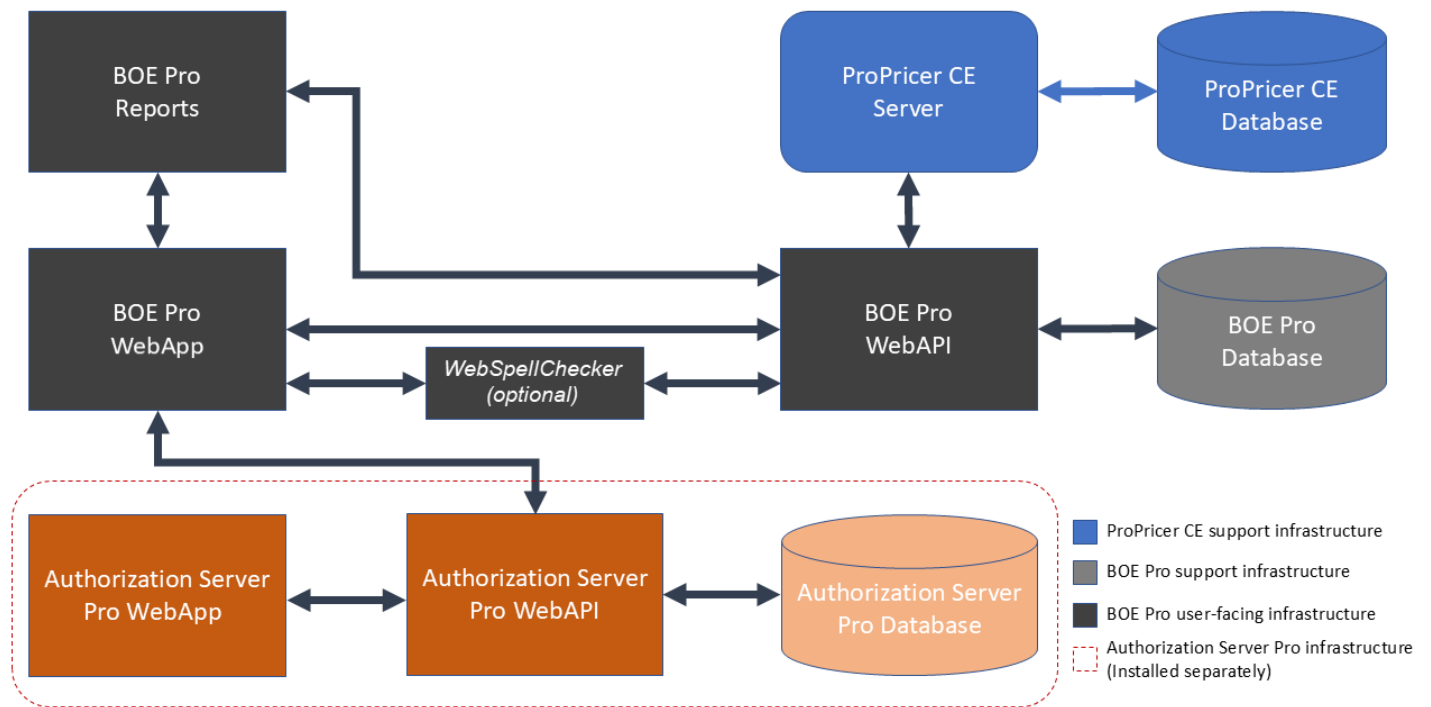 BOE Pro
Reports
ProPricer CE
Server
ProPricer CE
Database
BOE Pro
WebApp
WebSpellChecker
(optional)
BOE Pro
WebAPI
BOE Pro
Database
Authorization Server
Pro WebApp
Authorization Server
Pro WebAPI
Authorization Server
Pro Database
ProPricer CE support infrastructure
BOE Pro support infrastructure
BOE Pro user-facing infrastructure
Authorization Server Pro infrastructure
(Installed separately)